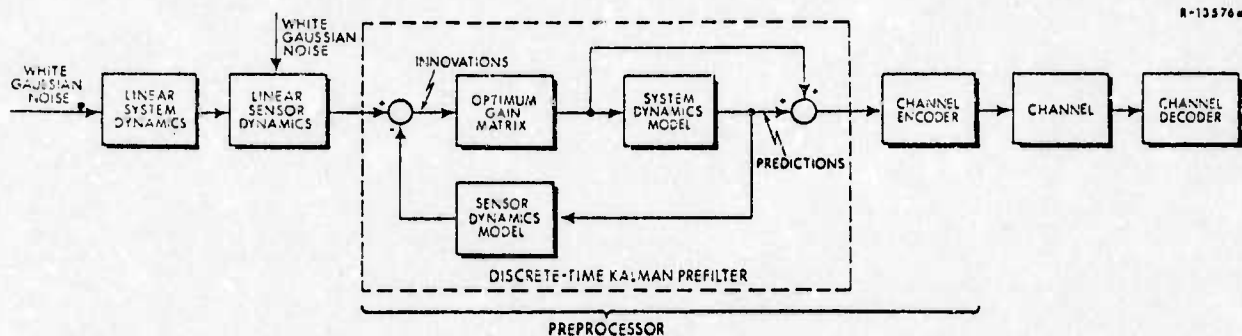 R-13576a
WHITE
GAUSSIAN
NOISE
WHITE
GAUSSIAN
NOISE
LINEAR
SYSTEM
DYNAMICS
LINEAR
SENSOR
DYNAMICS
INNOVATIONS
OPTIMUM
GAIN
MATRIX
SYSTEM
DYNAMICS
MODEL
PREDICTIONS
CHANNEL
ENCODER
CHANNEL
CHANNEL
DECODER
SENSOR
DYNAMICS
MODEL
DISCRETE-TIME KALMAN PREFILTER
PREPROCESSOR